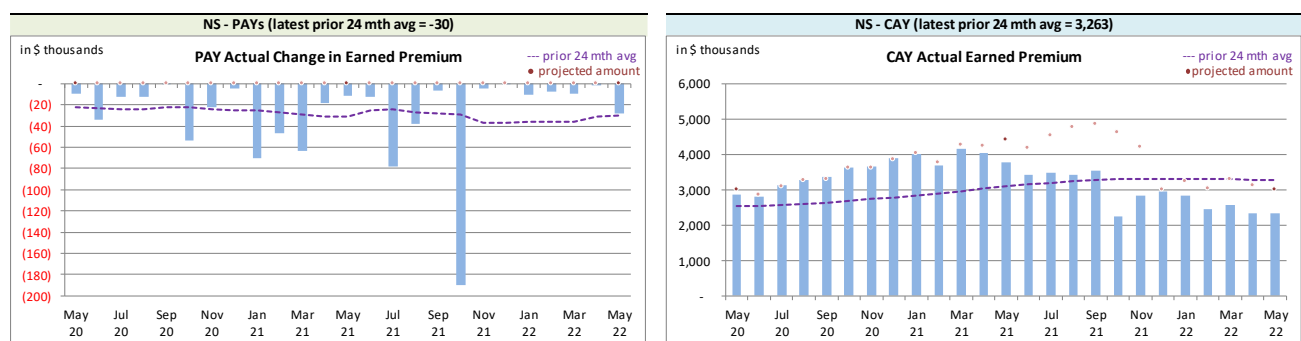 NS - PAYs (latest prior 24 mth avg = -30)
in $ thousands
PAY Actual Change in Earned Premium
--- prior 24 mth avg
• projected amount
-
(20)
(40)
(60)
(80)
(100)
(120)
(140)
(160)
(180)
(200)
May Jul Sep Nov Jan Mar May Jul Sep Nov Jan Mar May
20 20 20 20 21 21 21 21 21 21 22 22 22
NS - CAY (latest prior 24 mth avg = 3,263)
in $ thousands
CAY Actual Earned Premium
--- prior 24 mth avg
• projected amount
6,000
5,000
4,000
3,000
2,000
1,000
-
May Jul Sep Nov Jan Mar May Jul Sep Nov Jan Mar May
20 20 20 20 21 21 21 21 21 21 22 22 22